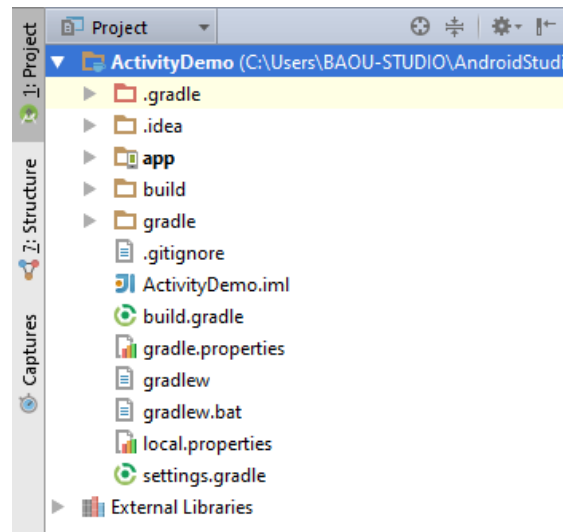 Project
1: Project
7: Structure
Captures
ActivityDemo (C:\Users\BAOU-STUDIO\AndroidStudi
.gradle
.idea
app
build
gradle
.gitignore
ActivityDemo.iml
build.gradle
gradle.properties
gradlew
gradlew.bat
local.properties
settings.gradle
External Libraries